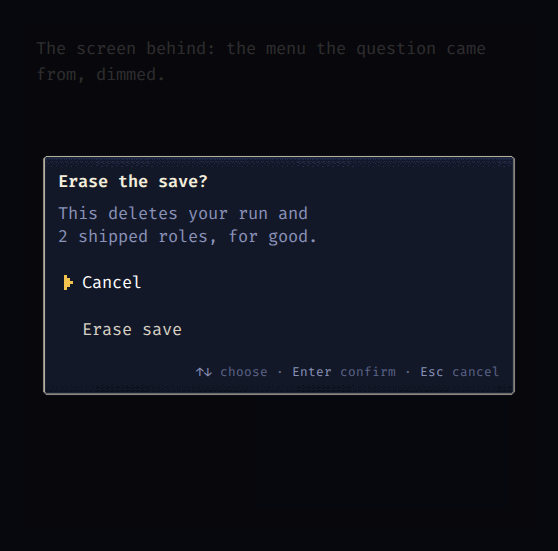 The screen behind: the menu the question came
from, dimmed.
Erase the save?
This deletes your run and
2 shipped roles, for good.
Cancel
Erase save
↑↓ choose · Enter confirm · Esc cancel